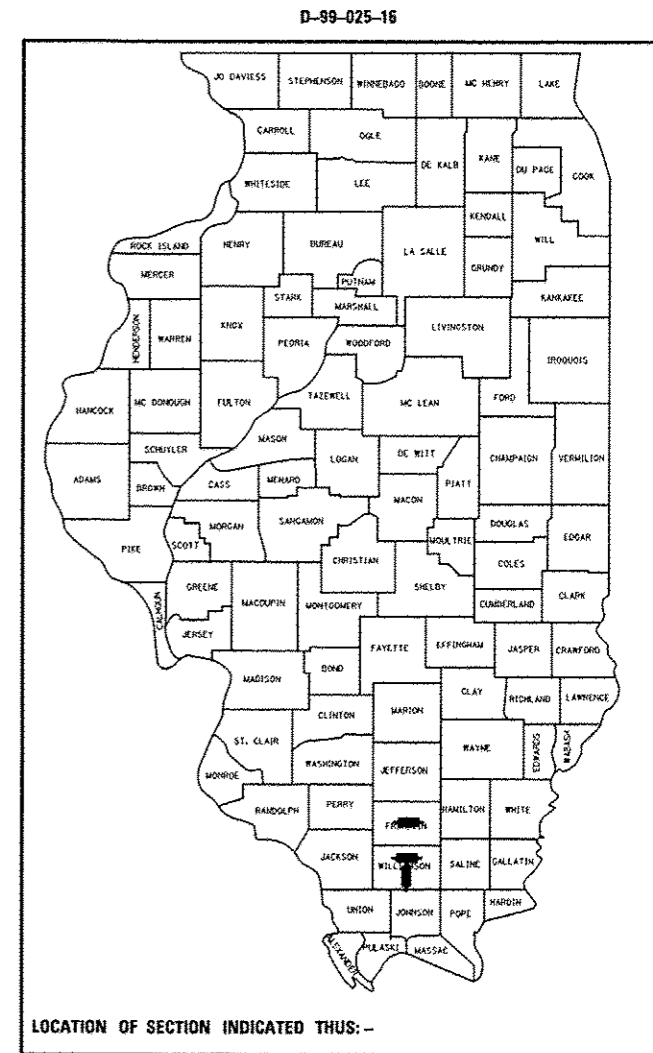 D-99-025-16
JO DAVIESS STEPHENSON WINNEBAGO BOONE MC HENRY LAKE
CARROLL OGLE
DE KALB KANE DU PAGE COOK
WHITESIDE LEE
KENDALL WILL
ROCK ISLAND HENRY BUREAU LA SALLE GRUNDY
MERCER PUTNAM KANKAKEE
STARK MARSHALL
HENDERSON WARREN KNOX PEORIA WOODFORD LIVINGSTON IROQUOIS
HANCOCK MC DONOUGH FULTON TAZEWELL MC LEAN FORD
MASON
SCHUYLER LOGAN DE WITT CHAMPAIGN VERMILION
ADAMS BROWN CASS MENARD PIATT
MACON
MORGAN SANGAMON DOUGLAS
PIKE SCOTT CHRISTIAN MOULTRIE EDGAR
COLES
CALHOUN GREENE MACOUPIN MONTGOMERY SHELBY CUMBERLAND CLARK
JERSEY
FAYETTE EFFINGHAM JASPER CRAWFORD
MADISON BOND
CLAY RICHLAND LAWRENCE
CLINTON MARION
ST. CLAIR WAYNE EDWARDS WABASH
WASHINGTON JEFFERSON
MONROE
RANDOLPH PERRY HAMILTON WHITE
JACKSON SALINE GALLATIN
UNION JOHNSON POPE HARDIN
ALEXANDER PULASKI MASSAC
LOCATION OF SECTION INDICATED THUS: -